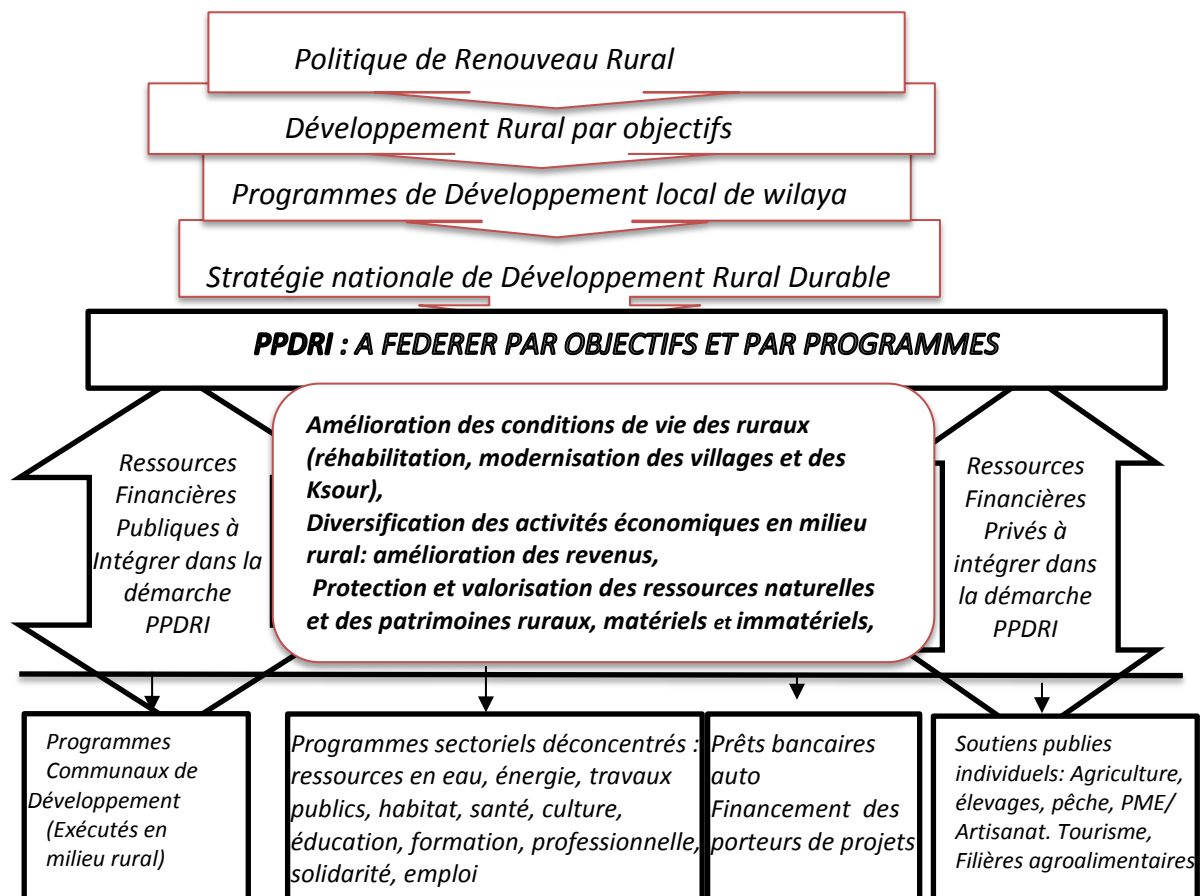 Politique de Renouveau Rural
Développement Rural par objectifs
Programmes de Développement local de wilaya
Stratégie nationale de Développement Rural Durable
PPDRI : A FEDERER PAR OBJECTIFS ET PAR PROGRAMMES
Ressources
Financières
Publiques à
Intégrer dans la
démarche
PPDRI
Amélioration des conditions de vie des ruraux
(réhabilitation, modernisation des villages et des
Ksour),
Diversification des activités économiques en milieu
rural: amélioration des revenus,
Protection et valorisation des ressources naturelles
et des patrimoines ruraux, matériels et immatériels,
Ressources
Financières
Privés à
intégrer dans
la démarche
PPDRI
Programmes
Communaux de
Développement
(Exécutés en
milieu rural)
Programmes sectoriels déconcentrés :
ressources en eau, énergie, travaux
publics, habitat, santé, culture,
éducation, formation, professionnelle,
solidarité, emploi
Prêts bancaires
auto
Financement des
porteurs de projets
Soutiens publies
individuels: Agriculture,
élevages, pêche, PME/
Artisanat. Tourisme,
Filières agroalimentaires